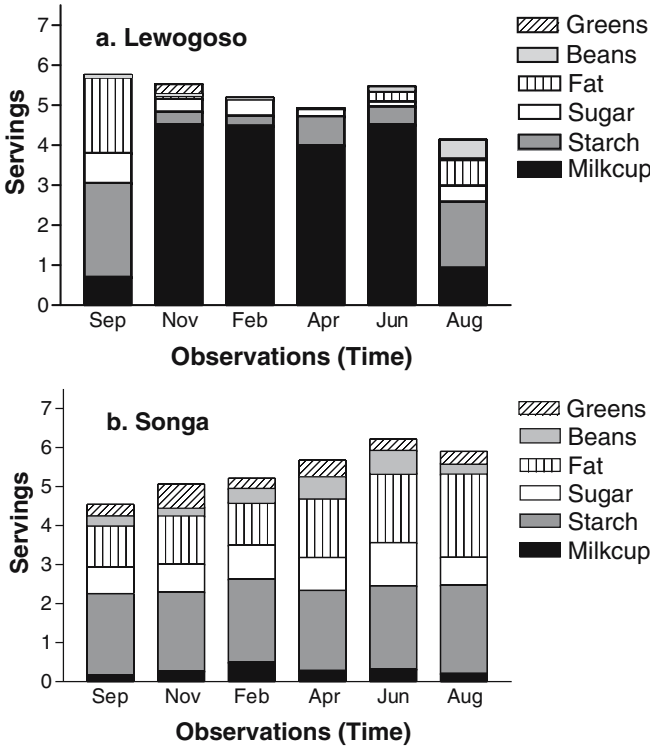 a. Lewogoso
Servings
7
6
5
4
3
2
1
0
Sep Nov Feb Apr Jun Aug
Observations (Time)
Greens
Beans
Fat
Sugar
Starch
Milkcup
b. Songa
Servings
7
6
5
4
3
2
1
0
Sep Nov Feb Apr Jun Aug
Observations (Time)
Greens
Beans
Fat
Sugar
Starch
Milkcup